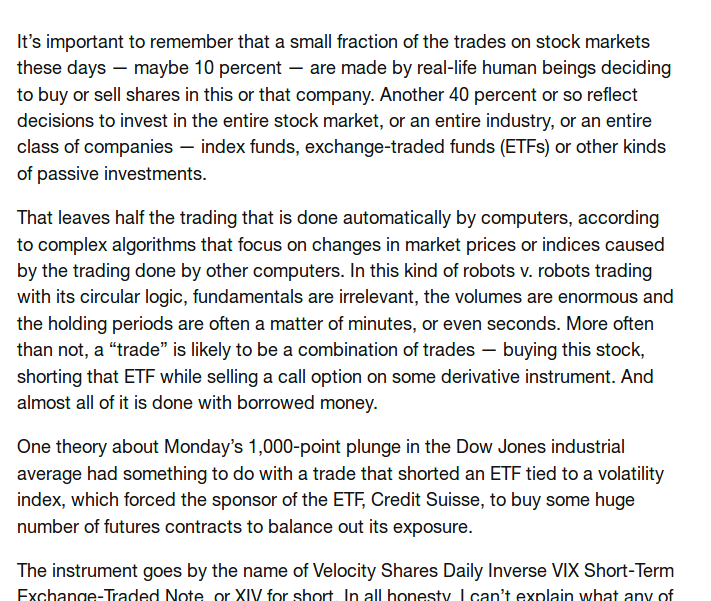 It’s important to remember that a small fraction of the trades on stock markets
these days — maybe 10 percent — are made by real-life human beings deciding
to buy or sell shares in this or that company. Another 40 percent or so reflect
decisions to invest in the entire stock market, or an entire industry, or an entire
class of companies — index funds, exchange-traded funds (ETFs) or other kinds
of passive investments.
That leaves half the trading that is done automatically by computers, according
to complex algorithms that focus on changes in market prices or indices caused
by the trading done by other computers. In this kind of robots v. robots trading
with its circular logic, fundamentals are irrelevant, the volumes are enormous and
the holding periods are often a matter of minutes, or even seconds. More often
than not, a “trade” is likely to be a combination of trades — buying this stock,
shorting that ETF while selling a call option on some derivative instrument. And
almost all of it is done with borrowed money.
One theory about Monday’s 1,000-point plunge in the Dow Jones industrial
average had something to do with a trade that shorted an ETF tied to a volatility
index, which forced the sponsor of the ETF, Credit Suisse, to buy some huge
number of futures contracts to balance out its exposure.
The instrument goes by the name of Velocity Shares Daily Inverse VIX Short-Term
Exchange-Traded Note, or XIV for short. In all honesty, I can’t explain what any of